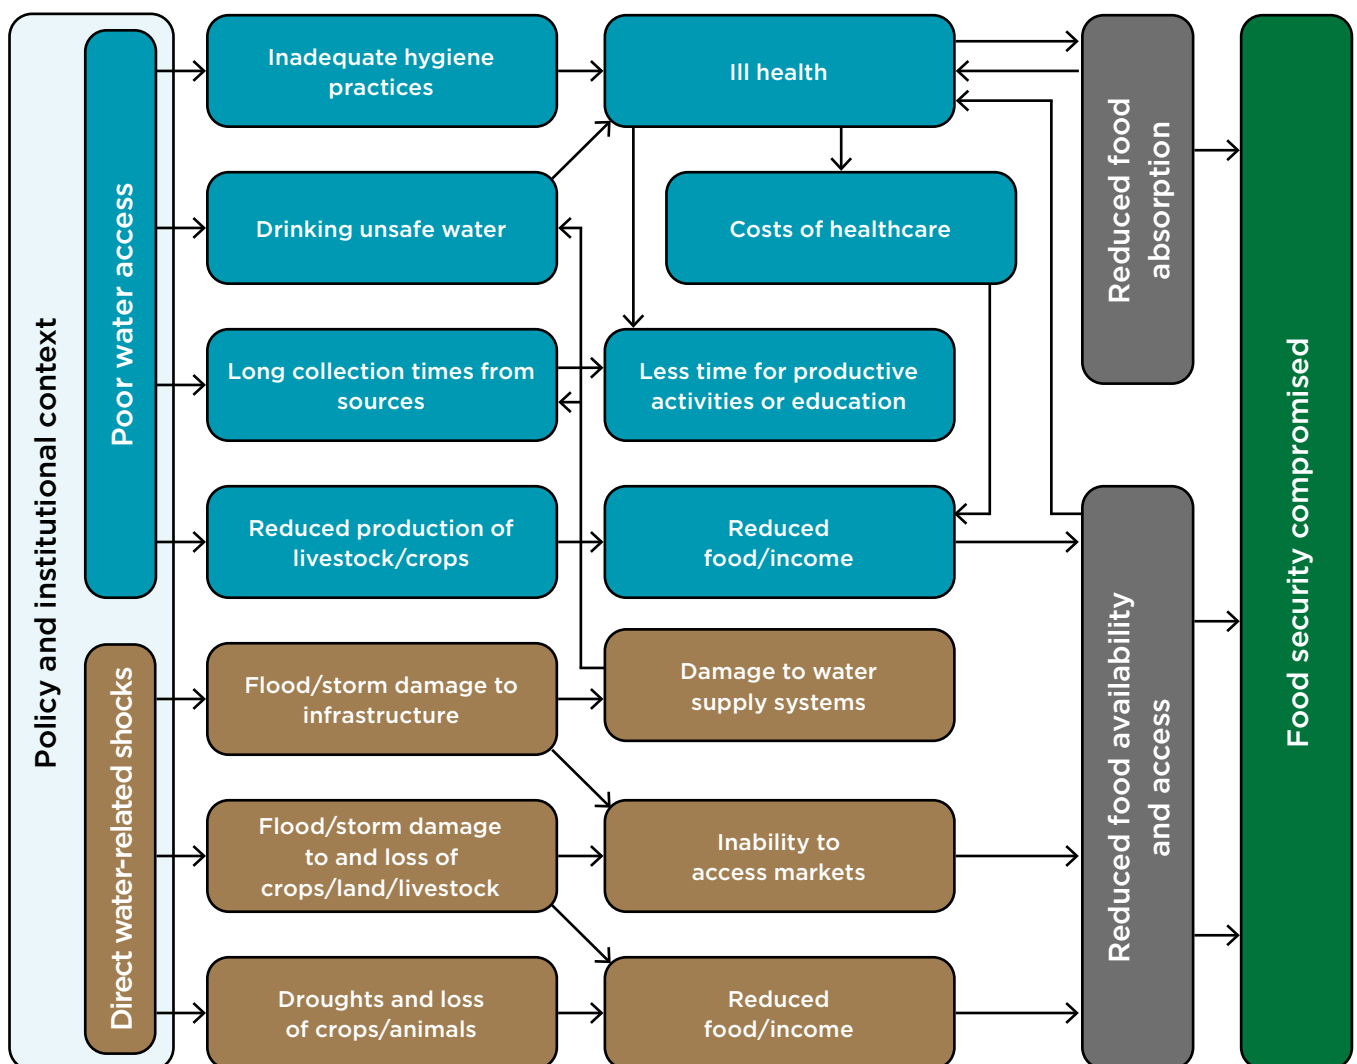 Policy and institutional context
Poor water access
Inadequate hygiene
practices
Ill health
Drinking unsafe water
Costs of healthcare
Long collection times from
sources
Less time for productive
activities or education
Reduced production of
livestock/crops
Reduced
food/income
Direct water-related shocks
Flood/storm damage to
infrastructure
Damage to water
supply systems
Flood/storm damage
to and loss of
crops/land/livestock
Inability to
access markets
Droughts and loss
of crops/animals
Reduced
food/income
Reduced food
absorption
Reduced food availability
and access
Food security compromised